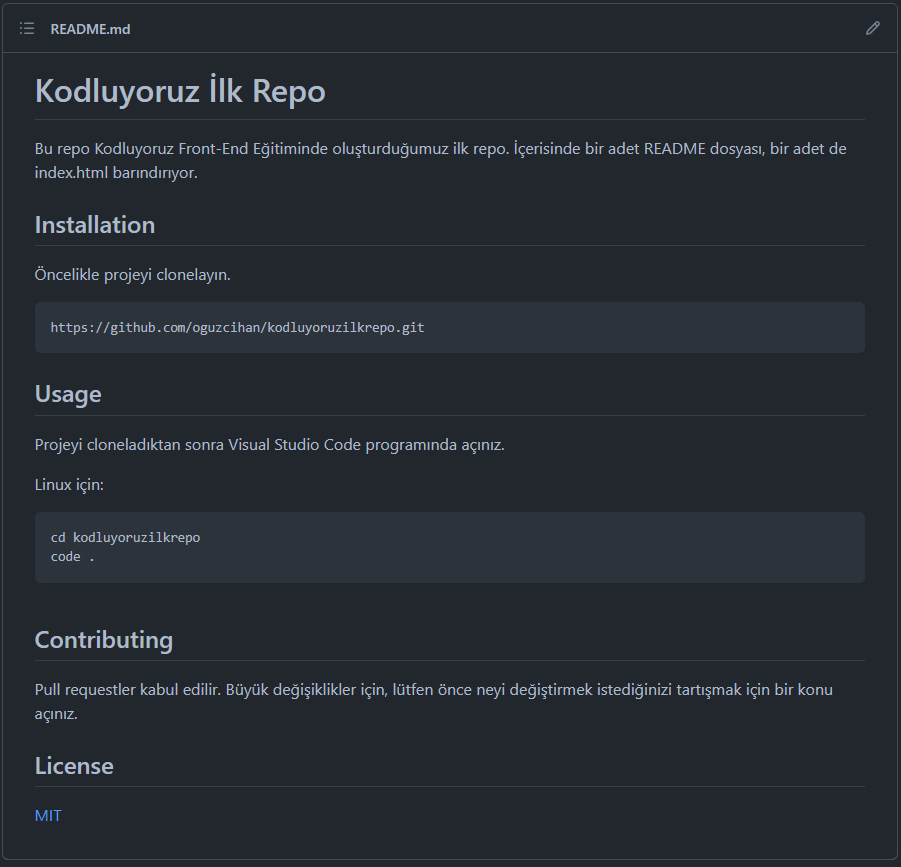 README.md
Kodluyoruz İlk Repo
Bu repo Kodluyoruz Front-End Eğitiminde oluşturduğumuz ilk repo. İçerisinde bir adet README dosyası, bir adet de
index.html barındırıyor.
Installation
Öncelikle projeyi clonelayın.
https://github.com/oguzcihan/kodluyoruzilkrepo.git
Usage
Projeyi cloneladıktan sonra Visual Studio Code programında açınız.
Linux için:
cd kodluyoruzilkrepo
code .
Contributing
Pull requestler kabul edilir. Büyük değişiklikler için, lütfen önce neyi değiştirmek istediğinizi tartışmak için bir konu
açınız.
License
MIT